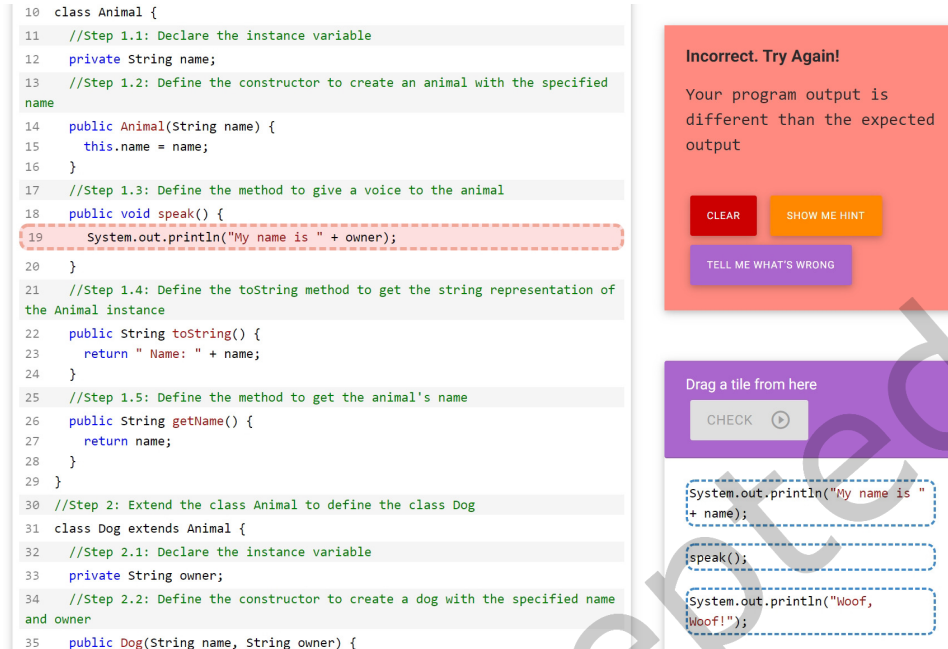 10 class Animal {
11 //Step 1.1: Declare the instance variable
12 private String name;
13 //Step 1.2: Define the constructor to create an animal with the specified
name
14 public Animal(String name) {
15 this.name = name;
16 }
17 //Step 1.3: Define the method to give a voice to the animal
18 public void speak() {
19 System.out.println("My name is " + owner);
20 }
21 //Step 1.4: Define the toString method to get the string representation of
the Animal instance
22 public String toString() {
23 return " Name: " + name;
24 }
25 //Step 1.5: Define the method to get the animal's name
26 public String getName() {
27 return name;
28 }
29 }
30 //Step 2: Extend the class Animal to define the class Dog
31 class Dog extends Animal {
32 //Step 2.1: Declare the instance variable
33 private String owner;
34 //Step 2.2: Define the constructor to create a dog with the specified name
and owner
35 public Dog(String name, String owner) {
Incorrect. Try Again!
Your program output is
different than the expected
output
CLEAR
SHOW ME HINT
TELL ME WHAT'S WRONG
Drag a tile from here
CHECK
System.out.println("My name is "
+ name);
speak();
System.out.println("Woof,
Woof!");